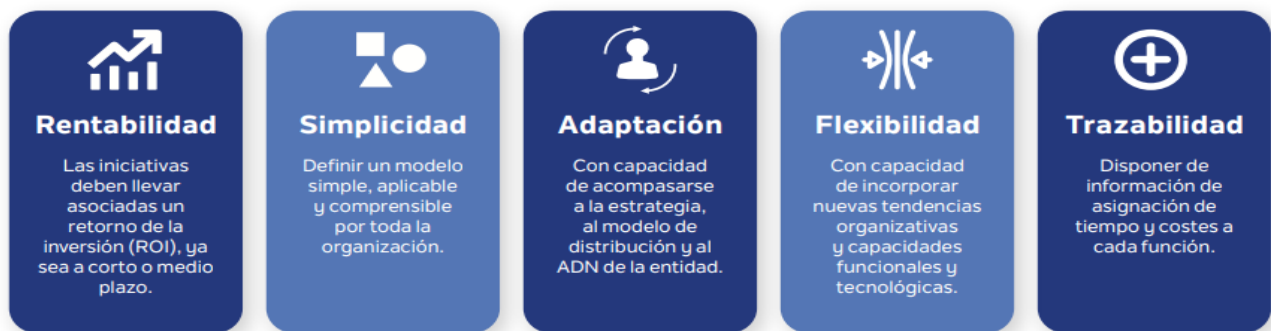 Rentabilidad
Las iniciativas
deben llevar
asociadas un
retorno de la
inversión (ROI), ya
sea a corto o medio
plazo.
Simplicidad
Definir un modelo
simple, aplicable
y comprensible
por toda la
organización.
Adaptación
Con capacidad
de acompasarse
a la estrategia,
al modelo de
distribución y al
ADN de la entidad.
Flexibilidad
Con capacidad
de incorporar
nuevas tendencias
organizativas
y capacidades
funcionales y
tecnológicas.
Trazabilidad
Disponer de
información de
asignación de
tiempo y costes a
cada función.